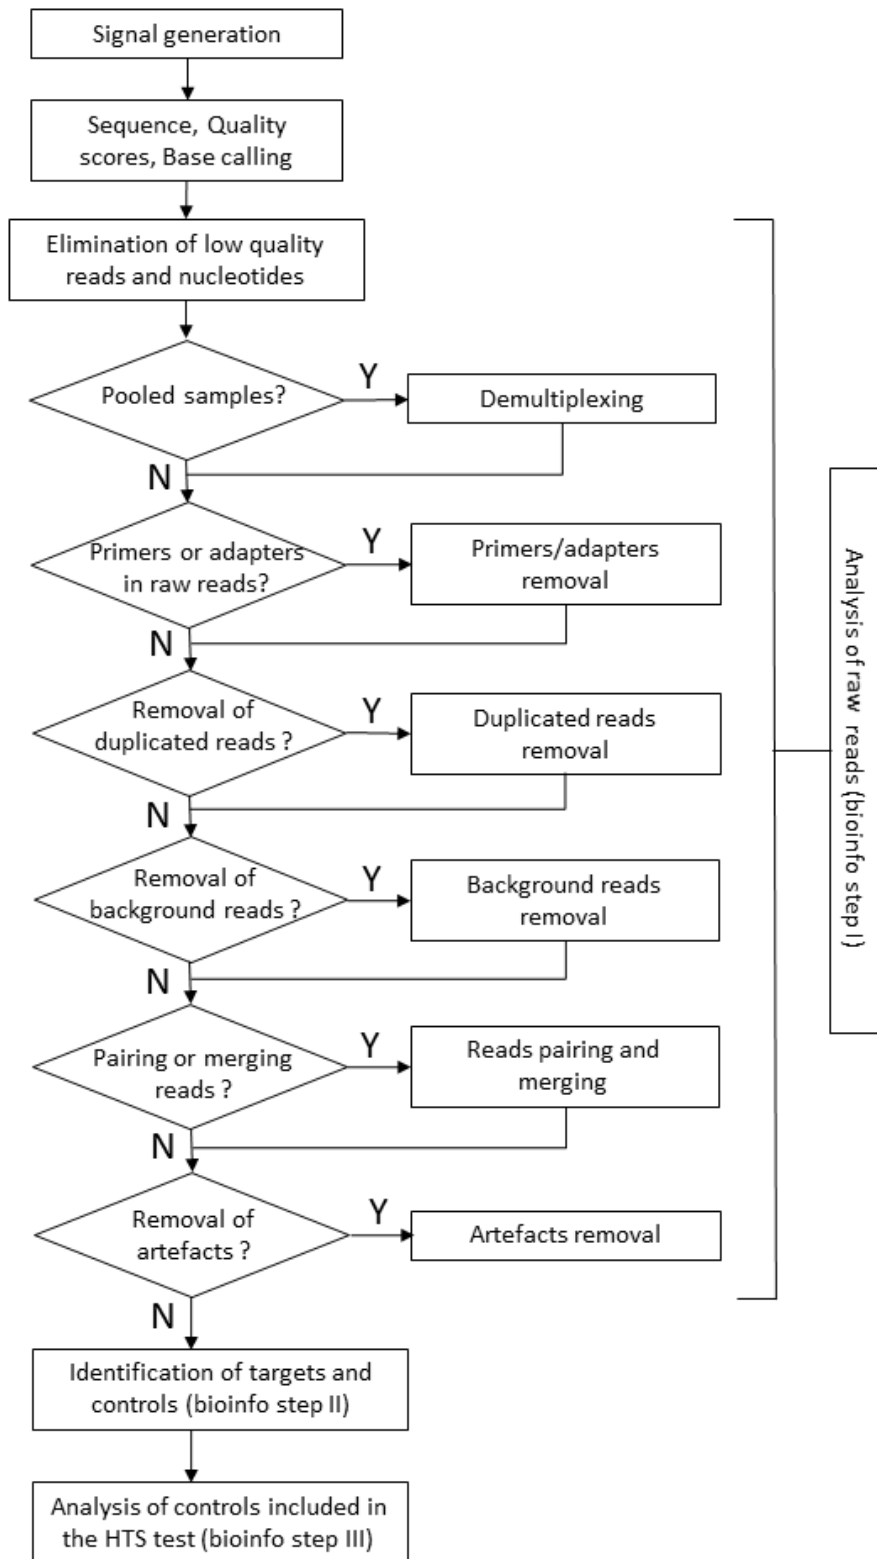 Signal generation
Sequence, Quality
scores, Base calling
Elimination of low quality
reads and nucleotides
Pooled samples?
Y
Demultiplexing
N
Primers or adapters
in raw reads?
Y
Primers/adapters
removal
N
Removal of
duplicated reads ?
Y
Duplicated reads
removal
N
Removal of
background reads ?
Y
Background reads
removal
N
Pairing or merging
reads ?
Y
Reads pairing and
merging
N
Removal of
artefacts ?
Y
Artefacts removal
N
Identification of targets and
controls (bioinfo step II)
Analysis of controls included in
the HTS test (bioinfo step III)
Analysis of raw reads (bioinfo step I)